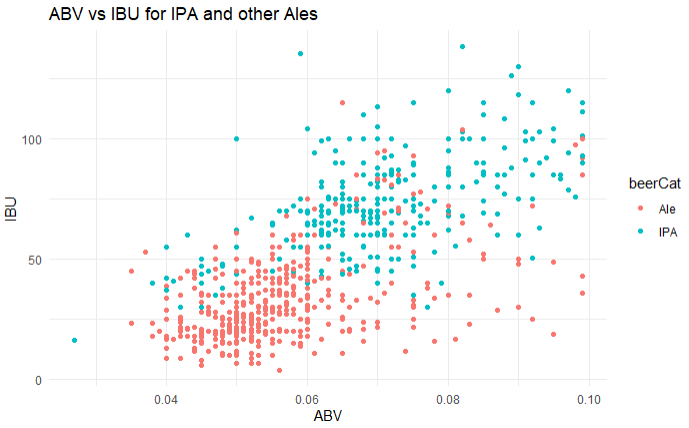 ABV vs IBU for IPA and other Ales
IBU
100
50
0
0.04
0.06
0.08
0.10
ABV
beerCat
Ale
IPA